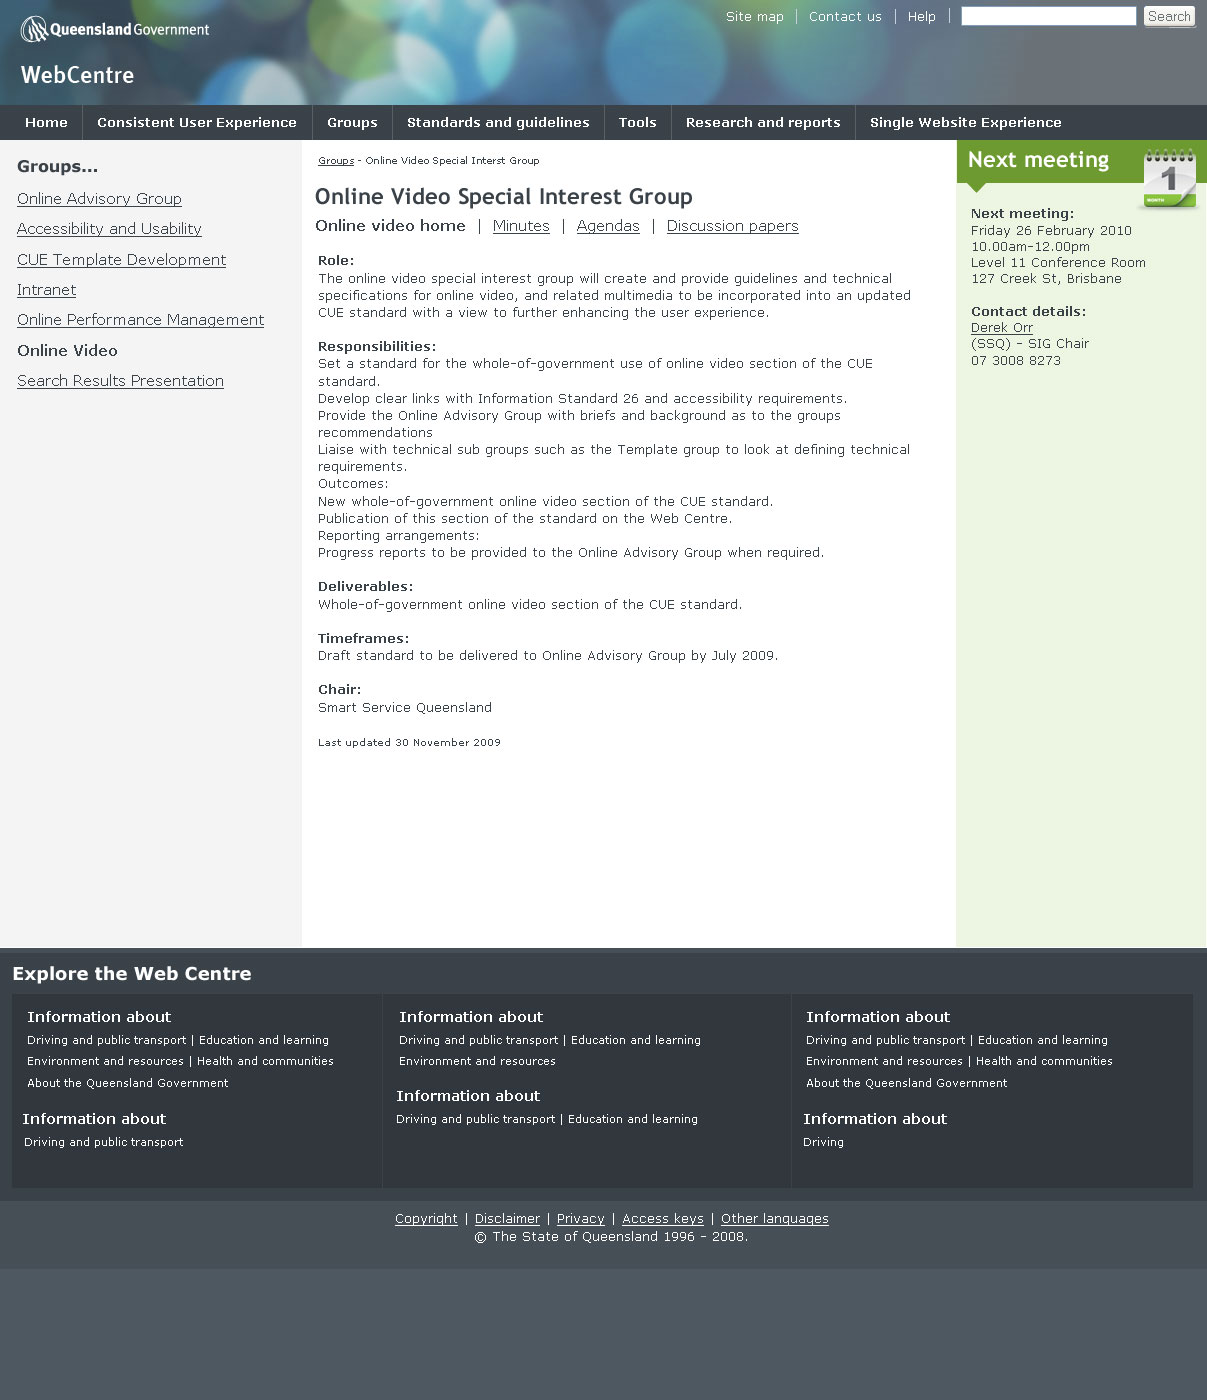 Site map | Contact us | Help | Search
Queensland Government
WebCentre
Home | Consistent User Experience | Groups | Standards and guidelines | Tools | Research and reports | Single Website Experience
Groups...
Online Advisory Group
Accessibility and Usability
CUE Template Development
Intranet
Online Performance Management
Online Video
Search Results Presentation
Groups - Online Video Special Interst Group
Online Video Special Interest Group
Online video home | Minutes | Agendas | Discussion papers
Role:
The online video special interest group will create and provide guidelines and technical
specifications for online video, and related multimedia to be incorporated into an updated
CUE standard with a view to further enhancing the user experience.
Responsibilities:
Set a standard for the whole-of-government use of online video section of the CUE
standard.
Develop clear links with Information Standard 26 and accessibility requirements.
Provide the Online Advisory Group with briefs and background as to the groups
recommendations
Liaise with technical sub groups such as the Template group to look at defining technical
requirements.
Outcomes:
New whole-of-government online video section of the CUE standard.
Publication of this section of the standard on the Web Centre.
Reporting arrangements:
Progress reports to be provided to the Online Advisory Group when required.
Deliverables:
Whole-of-government online video section of the CUE standard.
Timeframes:
Draft standard to be delivered to Online Advisory Group by July 2009.
Chair:
Smart Service Queensland
Last updated 30 November 2009
Next meeting
1
MONTH
Next meeting:
Friday 26 February 2010
10.00am-12.00pm
Level 11 Conference Room
127 Creek St, Brisbane
Contact details:
Derek Orr
(SSQ) - SIG Chair
07 3008 8273
Explore the Web Centre
Information about
Driving and public transport | Education and learning
Environment and resources | Health and communities
About the Queensland Government
Information about
Driving and public transport
Information about
Driving and public transport | Education and learning
Environment and resources
Information about
Driving and public transport | Education and learning
Information about
Driving and public transport | Education and learning
Environment and resources | Health and communities
About the Queensland Government
Information about
Driving
Copyright | Disclaimer | Privacy | Access keys | Other languages
© The State of Queensland 1996 - 2008.